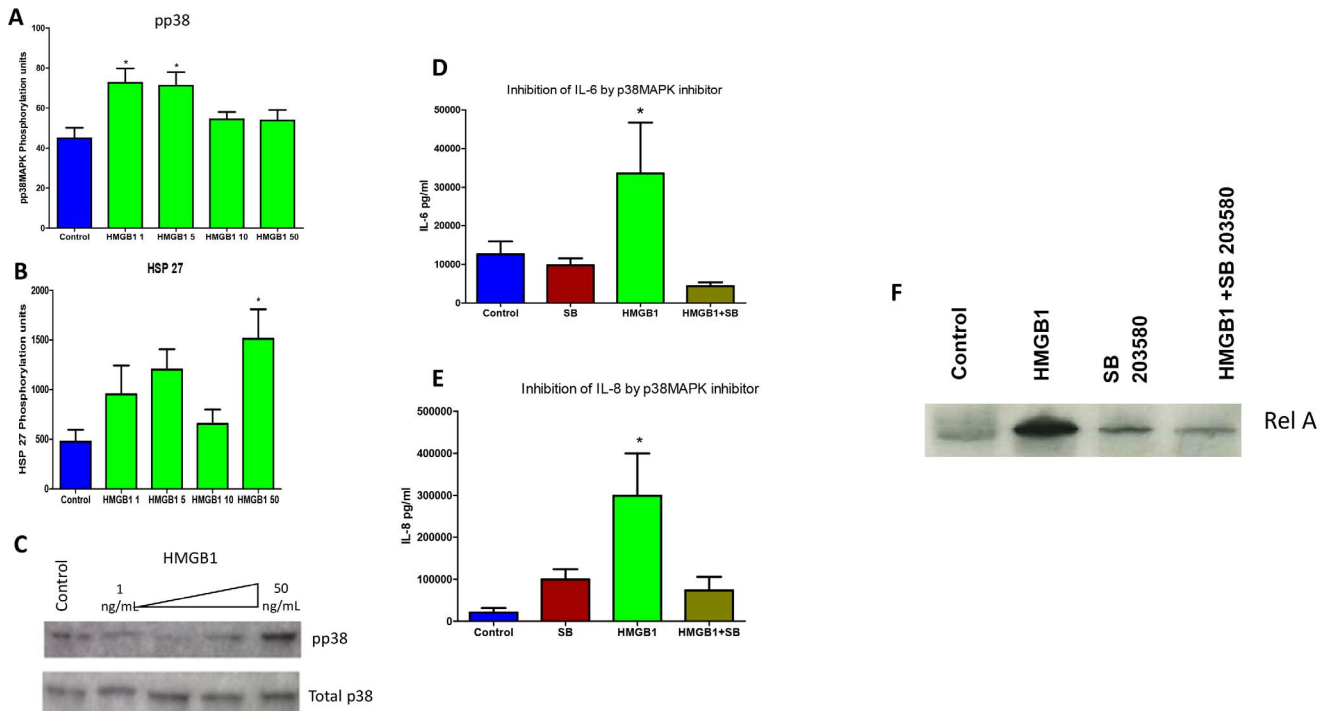 A
pp38
pp38MAPK Phosphorylation units
100
80
60
40
20
0
*
*
Control
HMGB1 1
HMGB1 5
HMGB1 10
HMGB1 50
B
HSP 27
HSP 27 Phosphorylation units
2000
1500
1000
500
0
*
Control
HMGB1 1
HMGB1 5
HMGB1 10
HMGB1 50
C
HMGB1
Control
1
ng/mL
50
ng/mL
pp38
Total p38
D
Inhibition of IL-6 by p38MAPK inhibitor
IL-6 pg/ml
50000
40000
30000
20000
10000
0
*
Control
SB
HMGB1
HMGB1+SB
E
Inhibition of IL-8 by p38MAPK inhibitor
IL-8 pg/ml
500000
400000
300000
200000
100000
0
*
Control
SB
HMGB1
HMGB1+SB
F
Control
HMGB1
SB
203580
HMGB1 +SB 203580
Rel A